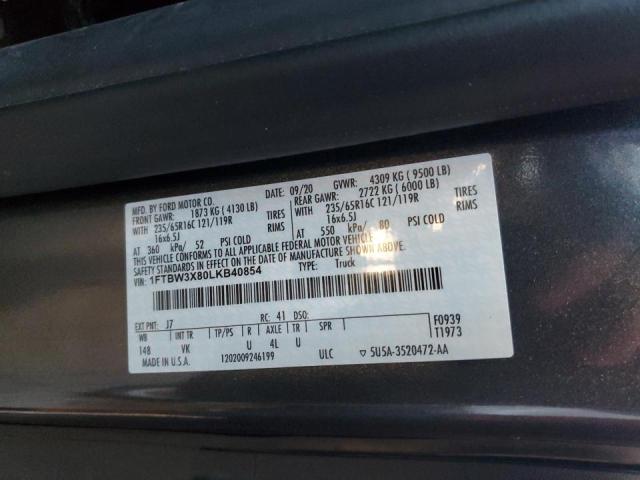 MFD. BY FORD MOTOR CO.
DATE: 09/20 GVWR: 4309 KG ( 9500 LB)
FRONT GAWR: 1873 KG ( 4130 LB) REAR GAWR: 2722 KG ( 6000 LB)
WITH 235/65R16C 121/119R TIRES WITH 235/65R16C 121/119R TIRES
16x6.5J RIMS 16x6.5J RIMS
AT 360 kPa/ 52 PSI COLD AT 550 kPa/ 80 PSI COLD
THIS VEHICLE CONFORMS TO ALL APPLICABLE FEDERAL MOTOR VEHICLE
SAFETY STANDARDS IN EFFECT ON THE DATE OF MANUFACTURE SHOWN ABOVE.
VIN: 1FTBW3X80LKB40854 TYPE: Truck
EXT PNT: J7 RC: 41 DSO: F0939
WB TP/PS R AXLE TR SPR T1973
148 VK U 4L U
MADE IN U.S.A. 1202009246199 ULC 5U5A-3520472-AA